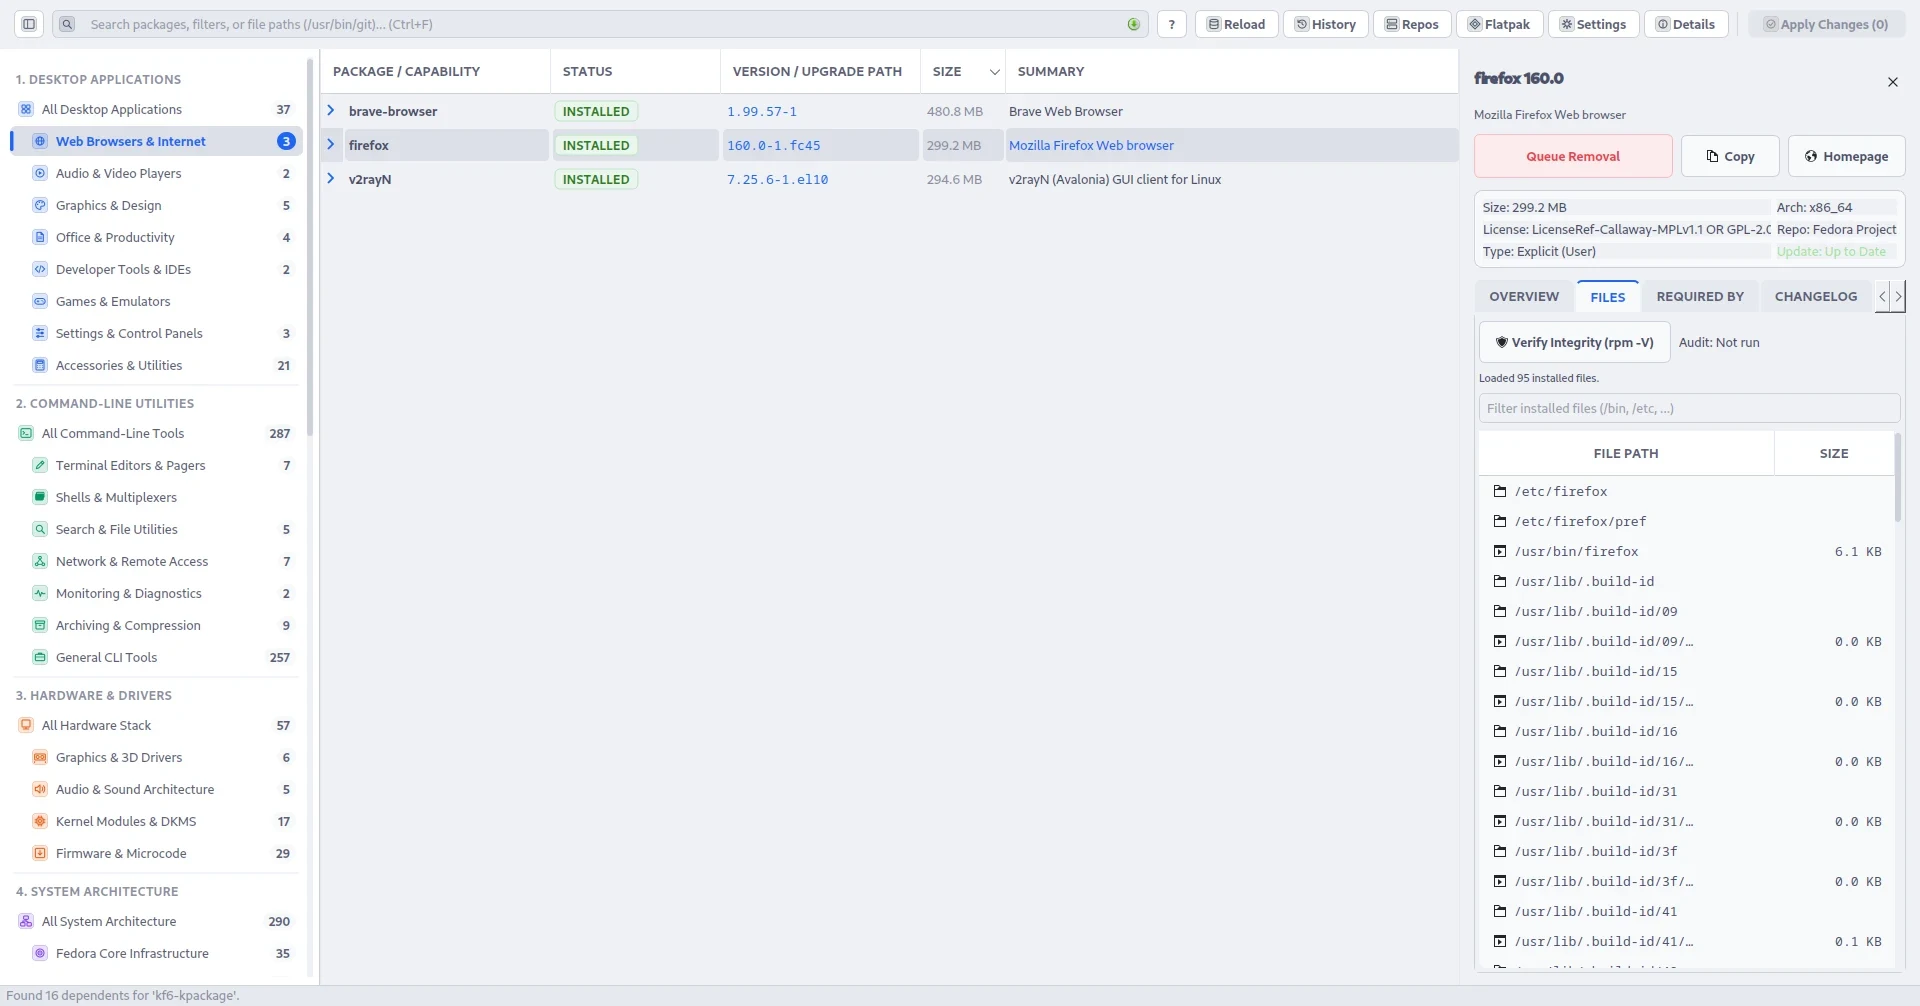 Search packages, filters, or file paths (/usr/bin/git)... (Ctrl+F)
?
Reload
History
Repos
Flatpak
Settings
Details
Apply Changes (0)
1. DESKTOP APPLICATIONS
All Desktop Applications 37
Web Browsers & Internet 3
Audio & Video Players 2
Graphics & Design 5
Office & Productivity 4
Developer Tools & IDEs 2
Games & Emulators
Settings & Control Panels 3
Accessories & Utilities 21
2. COMMAND-LINE UTILITIES
All Command-Line Tools 287
Terminal Editors & Pagers 7
Shells & Multiplexers
Search & File Utilities 5
Network & Remote Access 7
Monitoring & Diagnostics 2
Archiving & Compression 9
General CLI Tools 257
3. HARDWARE & DRIVERS
All Hardware Stack 57
Graphics & 3D Drivers 6
Audio & Sound Architecture 5
Kernel Modules & DKMS 17
Firmware & Microcode 29
4. SYSTEM ARCHITECTURE
All System Architecture 290
Fedora Core Infrastructure 35
PACKAGE / CAPABILITY STATUS VERSION / UPGRADE PATH SIZE SUMMARY
brave-browser INSTALLED 1.99.57-1 480.8 MB Brave Web Browser
firefox INSTALLED 160.0-1.fc45 299.2 MB Mozilla Firefox Web browser
v2rayN INSTALLED 7.25.6-1.el10 294.6 MB v2rayN (Avalonia) GUI client for Linux
firefox 160.0
Mozilla Firefox Web browser
Queue Removal
Copy
Homepage
Size: 299.2 MB Arch: x86_64
License: LicenseRef-Callaway-MPLv1.1 OR GPL-2.0 Repo: Fedora Project
Type: Explicit (User) Update: Up to Date
OVERVIEW FILES REQUIRED BY CHANGELOG
Verify Integrity (rpm -V) Audit: Not run
Loaded 95 installed files.
Filter installed files (/bin, /etc, ...)
FILE PATH SIZE
/etc/firefox
/etc/firefox/pref
/usr/bin/firefox 6.1 KB
/usr/lib/.build-id
/usr/lib/.build-id/09
/usr/lib/.build-id/09/… 0.0 KB
/usr/lib/.build-id/15
/usr/lib/.build-id/15/… 0.0 KB
/usr/lib/.build-id/16
/usr/lib/.build-id/16/… 0.0 KB
/usr/lib/.build-id/31
/usr/lib/.build-id/31/… 0.0 KB
/usr/lib/.build-id/3f
/usr/lib/.build-id/3f/… 0.0 KB
/usr/lib/.build-id/41
/usr/lib/.build-id/41/… 0.1 KB
Found 16 dependents for 'kf6-kpackage'.